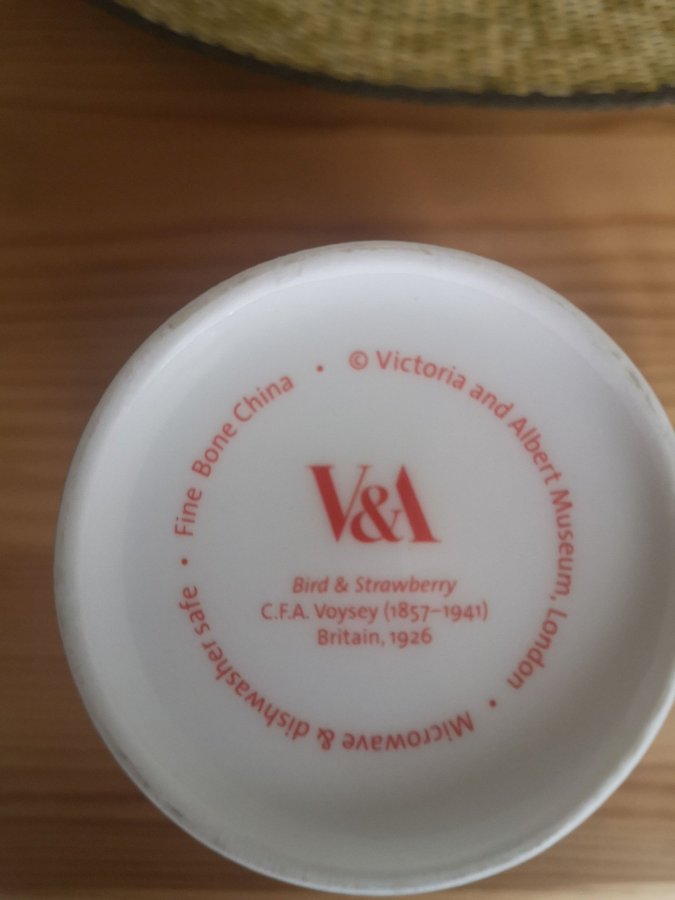 © Victoria and Albert Museum, London • Microwave & dishwasher safe • Fine Bone China •
V&A
Bird & Strawberry
C.F.A. Voysey (1857–1941)
Britain, 1926